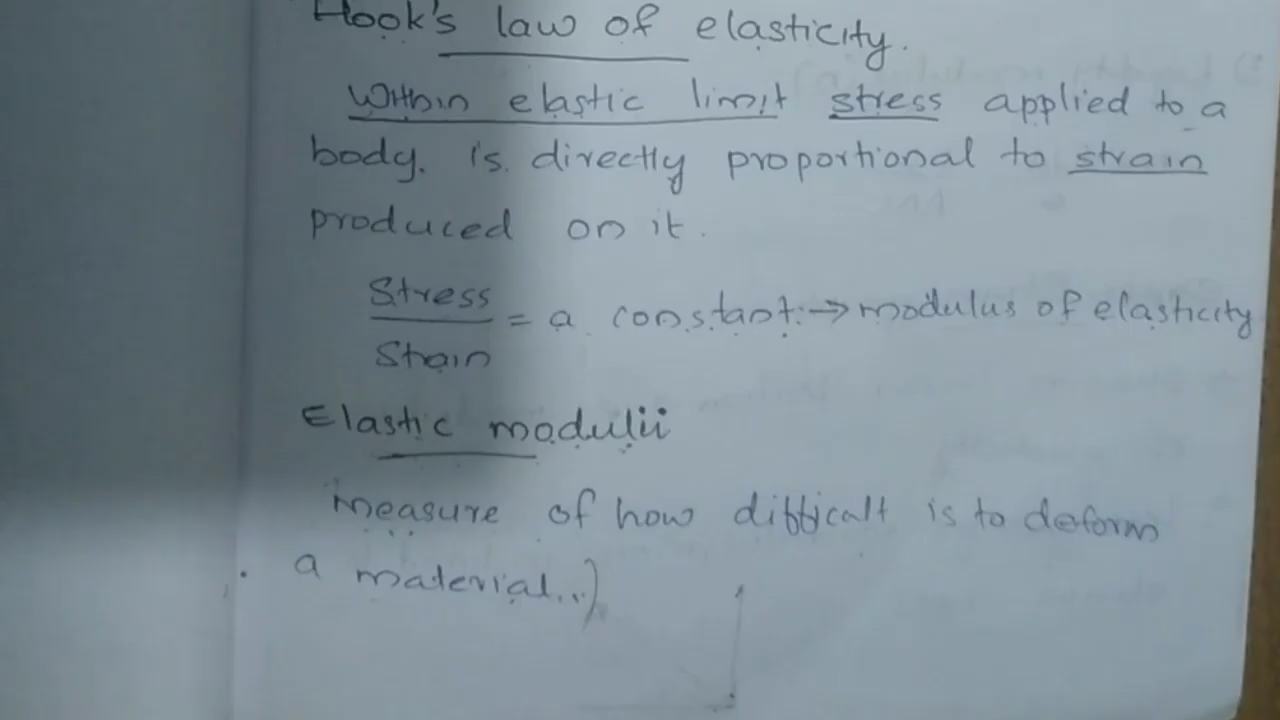 Hook's law of elasticity.
Within elastic limit stress applied to a
body. is directly proportional to strain
produced on it.
Stress
= a constant → modulus of elasticity
Strain
Elastic modulii
measure of how difficult is to deform
a material..)